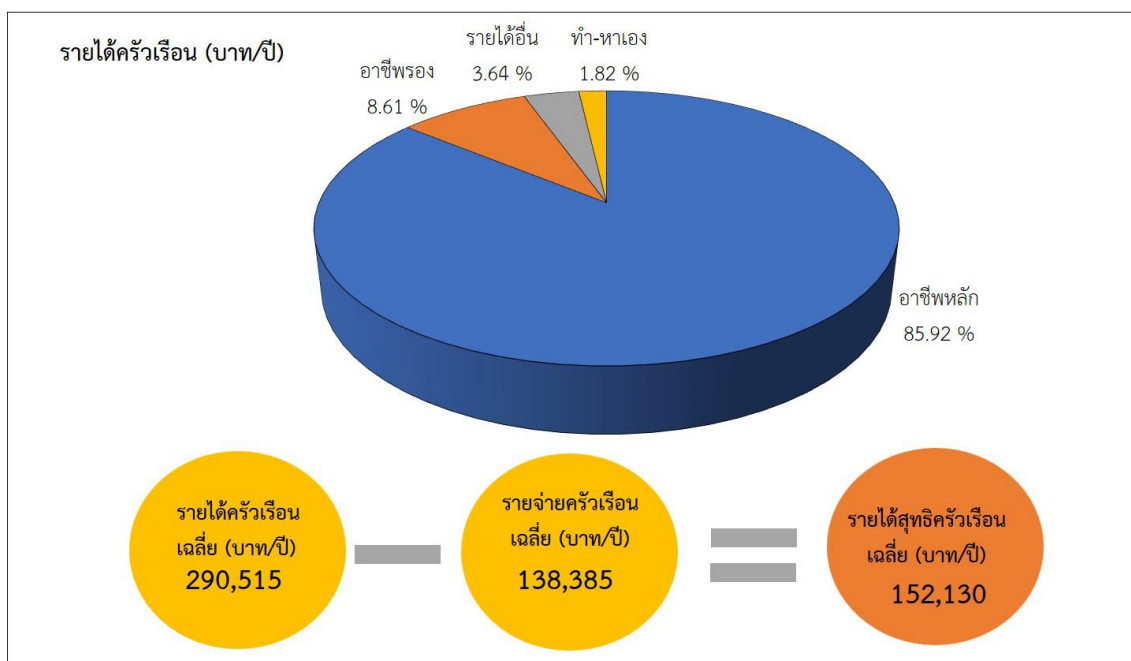 รายได้ครัวเรือน (บาท/ปี)
รายได้อื่น
3.64 %
ทำ-หาเอง
1.82 %
อาชีพรอง
8.61 %
อาชีพหลัก
85.92 %
รายได้ครัวเรือน
เฉลี่ย (บาท/ปี)
290,515
รายจ่ายครัวเรือน
เฉลี่ย (บาท/ปี)
138,385
รายได้สุทธิครัวเรือน
เฉลี่ย (บาท/ปี)
152,130